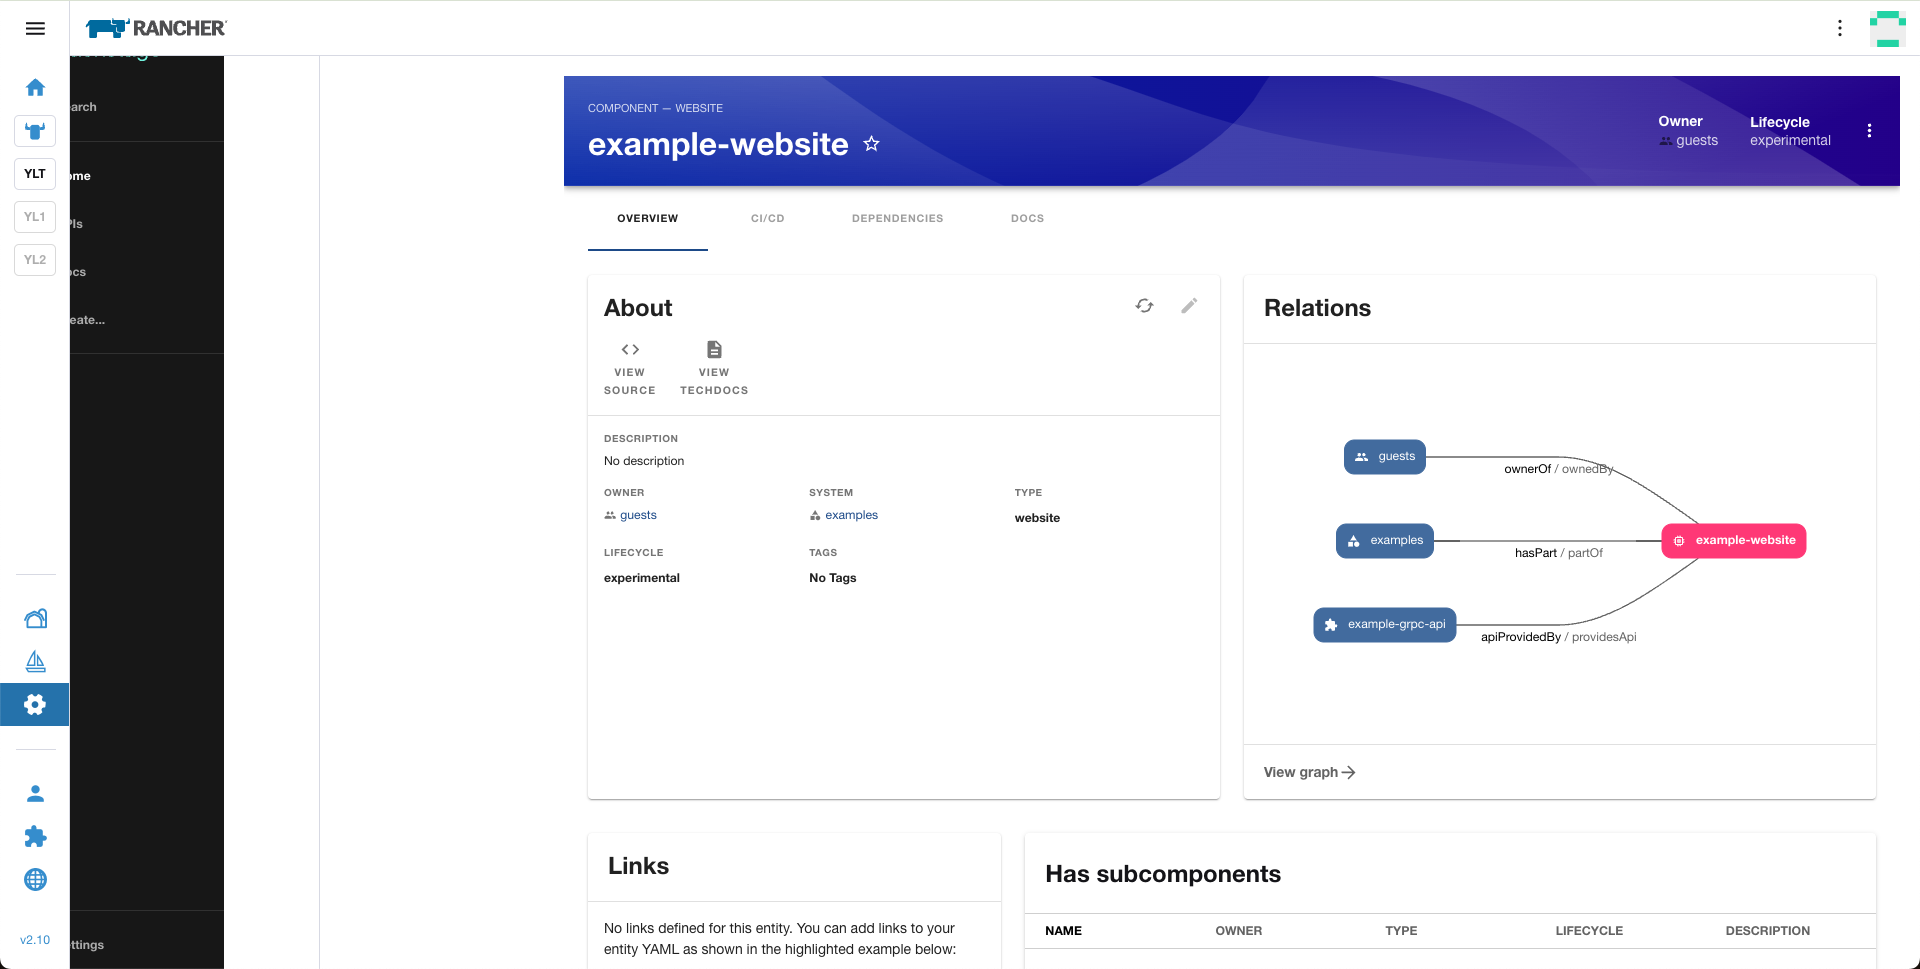 RANCHER
arch
YLT
ome
YL1
PIs
YL2
ocs
eate...
v2.10
ttings
COMPONENT — WEBSITE
example-website
Owner
guests
Lifecycle
experimental
OVERVIEW
CI/CD
DEPENDENCIES
DOCS
About
VIEW
SOURCE
VIEW
TECHDOCS
DESCRIPTION
No description
OWNER
guests
SYSTEM
examples
TYPE
website
LIFECYCLE
experimental
TAGS
No Tags
Relations
guests
ownerOf / ownedBy
examples
hasPart / partOf
example-website
example-grpc-api
apiProvidedBy / providesApi
View graph
Links
No links defined for this entity. You can add links to your
entity YAML as shown in the highlighted example below:
Has subcomponents
NAME
OWNER
TYPE
LIFECYCLE
DESCRIPTION